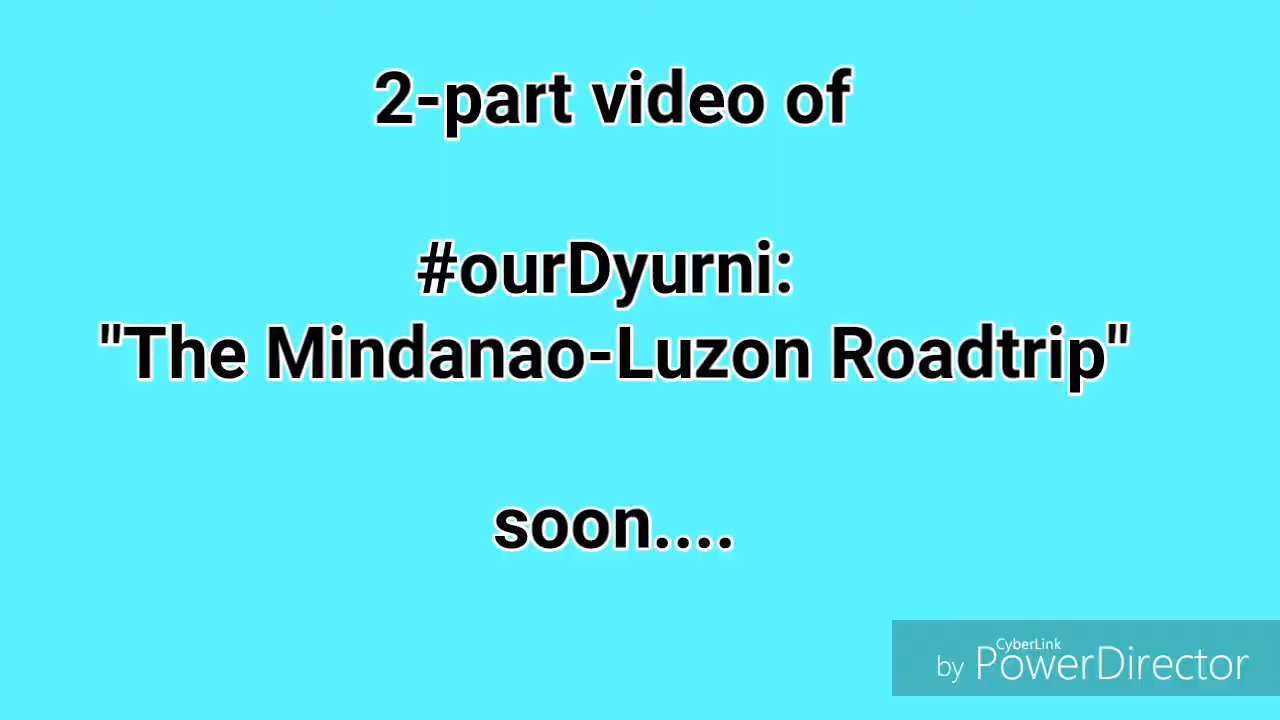 2-part video of
#ourDyurni:
"The Mindanao-Luzon Roadtrip"
soon....
CyberLink
by PowerDirector